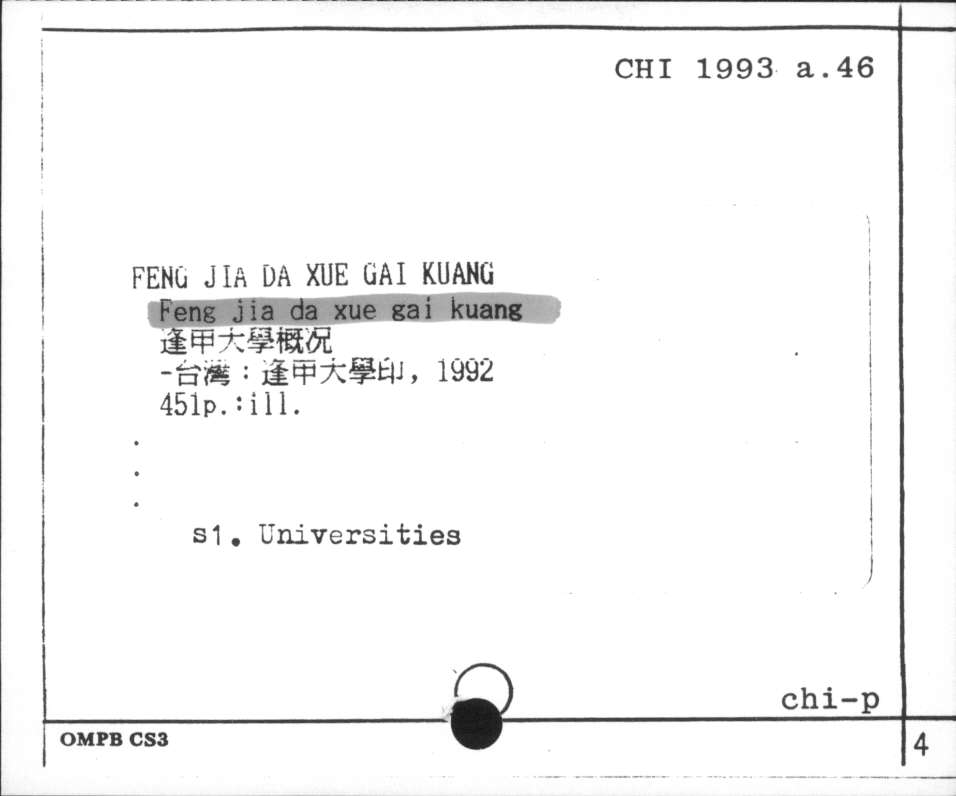 CHI 1993 a.46
FENG JIA DA XUE GAI KUANG
Feng jia da xue gai kuang
逢甲大學概況
-台灣：逢甲大學印, 1992
451p.:ill.
.
.
.
s1. Universities
chi-p
OMPB CS3
4